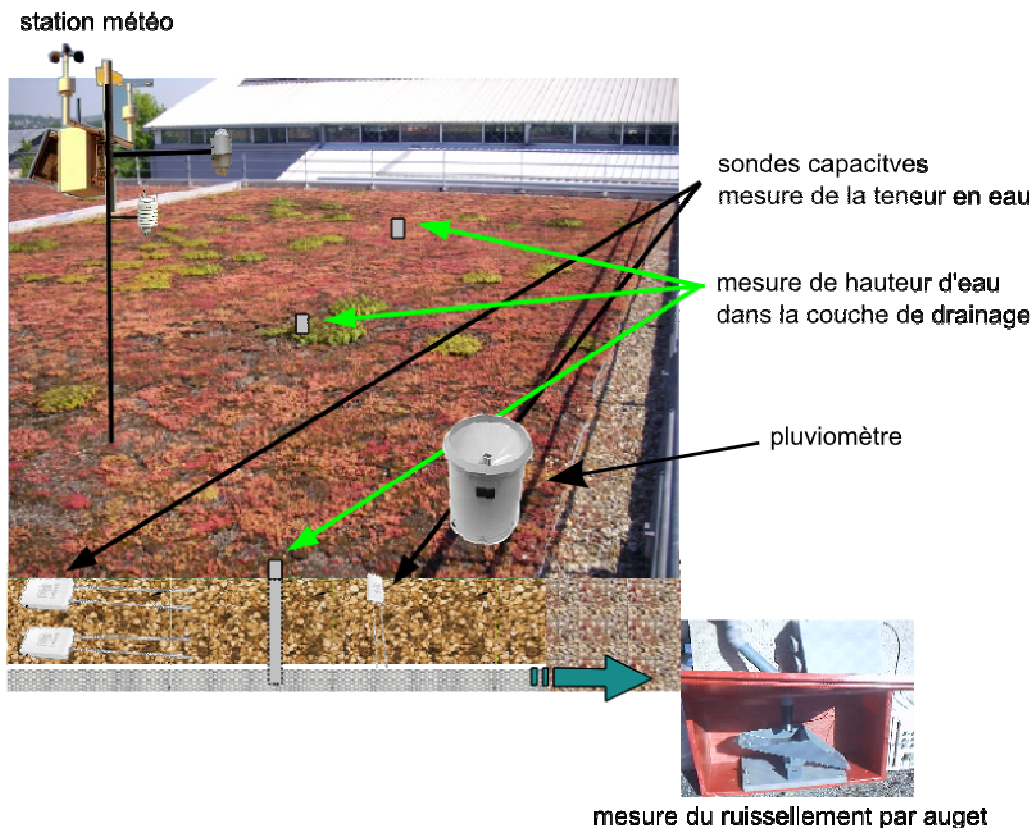 station météo
sondes capacitves
mesure de la teneur en eau
mesure de hauteur d'eau
dans la couche de drainage
pluviomètre
mesure du ruissellement par auget